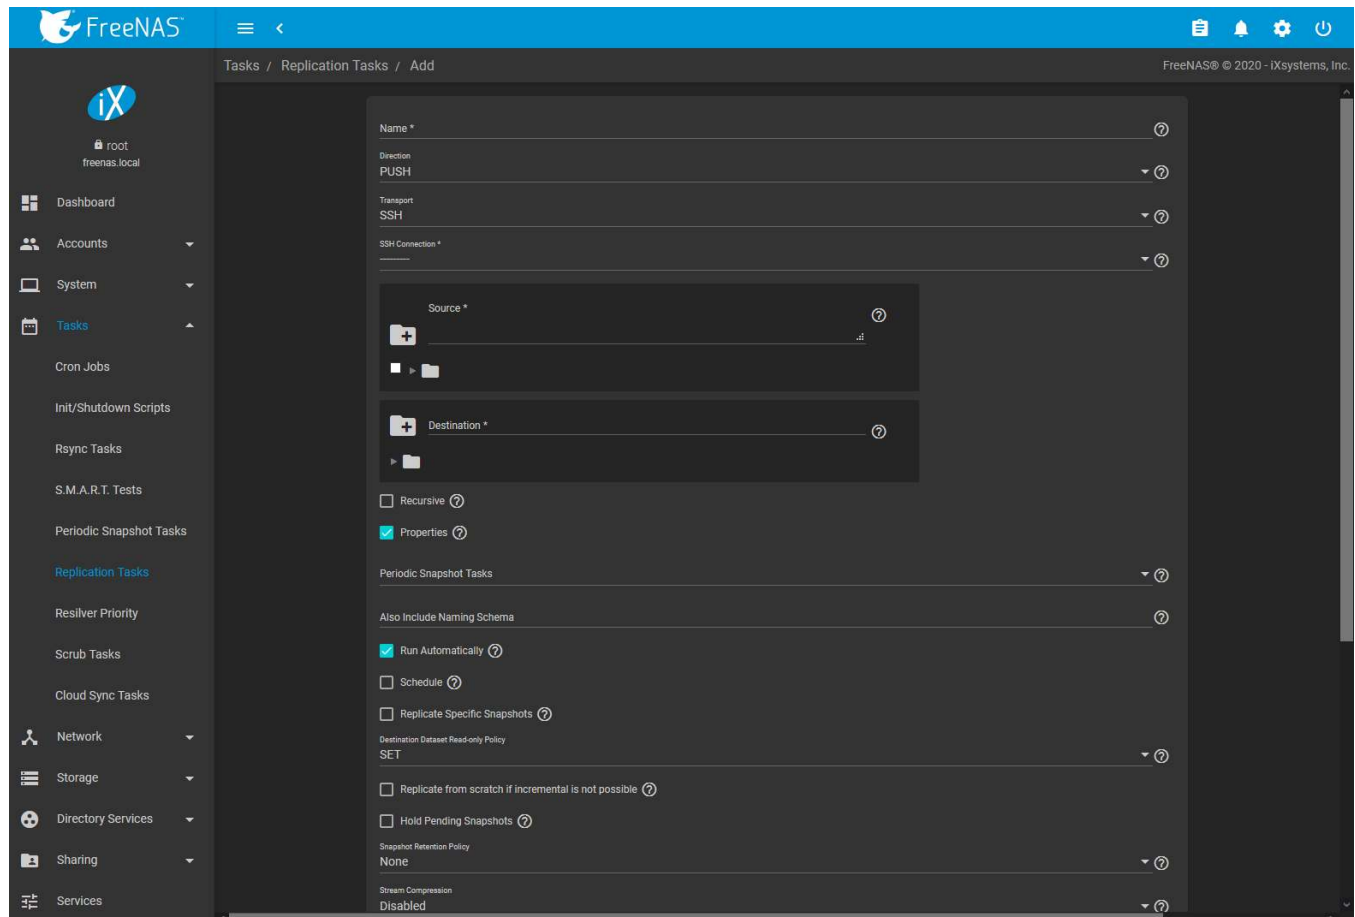 FreeNAS™
Tasks / Replication Tasks / Add
FreeNAS® © 2020 - iXsystems, Inc.
iX
root
freenas.local
Dashboard
Accounts
System
Tasks
Cron Jobs
Init/Shutdown Scripts
Rsync Tasks
S.M.A.R.T. Tests
Periodic Snapshot Tasks
Replication Tasks
Resilver Priority
Scrub Tasks
Cloud Sync Tasks
Network
Storage
Directory Services
Sharing
Services
Name *
Direction
PUSH
Transport
SSH
SSH Connection *
---------
Source *
Destination *
Recursive
Properties
Periodic Snapshot Tasks
Also Include Naming Schema
Run Automatically
Schedule
Replicate Specific Snapshots
Destination Dataset Read-only Policy
SET
Replicate from scratch if incremental is not possible
Hold Pending Snapshots
Snapshot Retention Policy
None
Stream Compression
Disabled